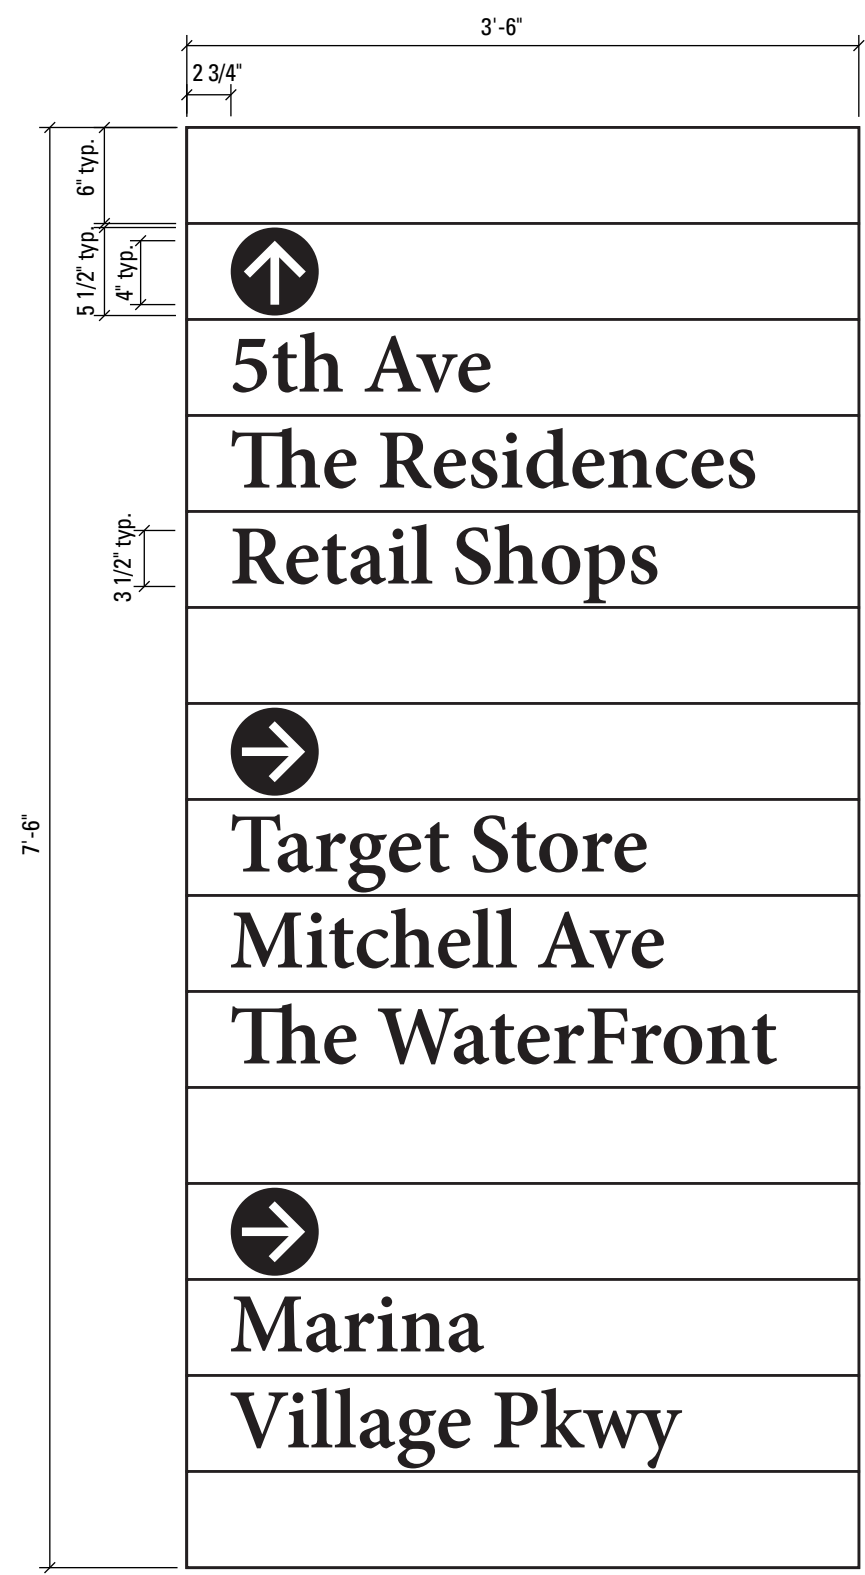 3'-6"
2 3/4"
6" typ.
5 1/2" typ.
4" typ.
5th Ave
The Residences
3 1/2" typ.
Retail Shops
7'-6"
Target Store
Mitchell Ave
The WaterFront
Marina
Village Pkwy